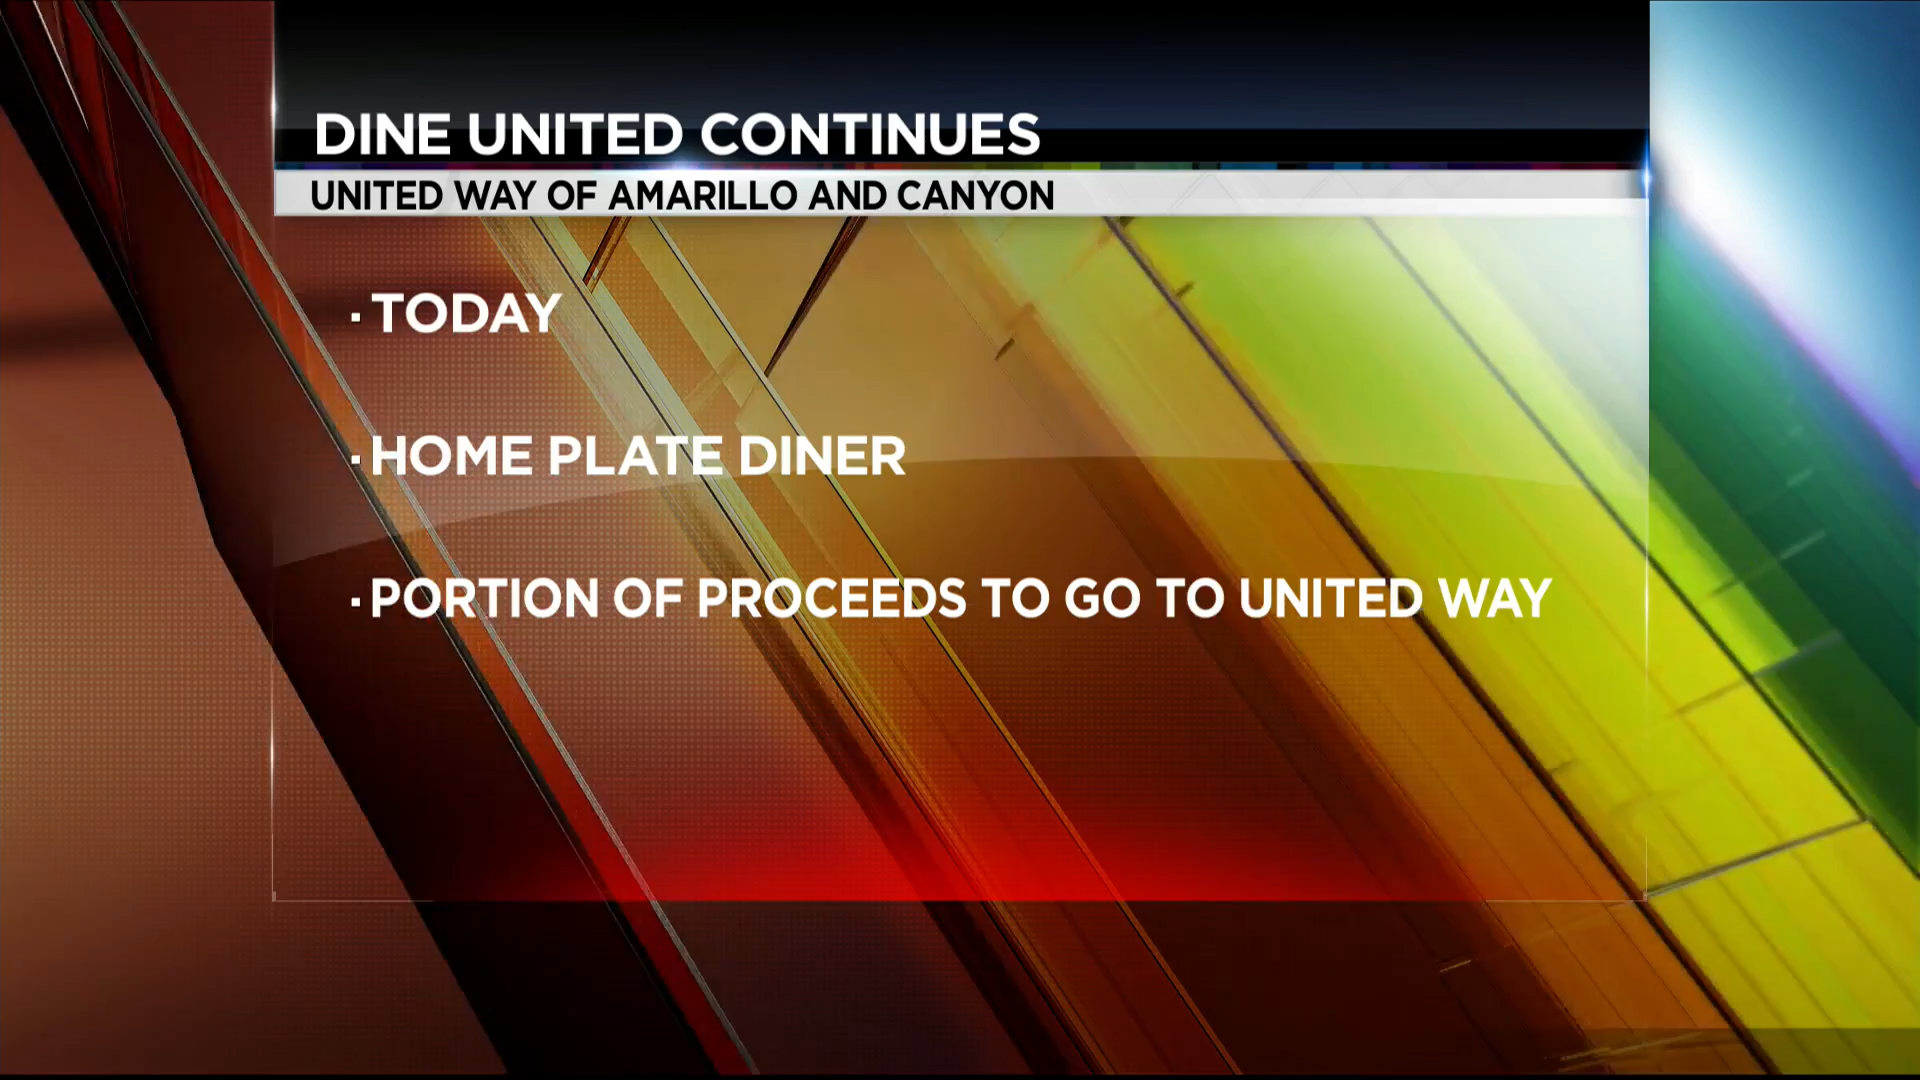 DINE UNITED CONTINUES
UNITED WAY OF AMARILLO AND CANYON
· TODAY
· HOME PLATE DINER
· PORTION OF PROCEEDS TO GO TO UNITED WAY